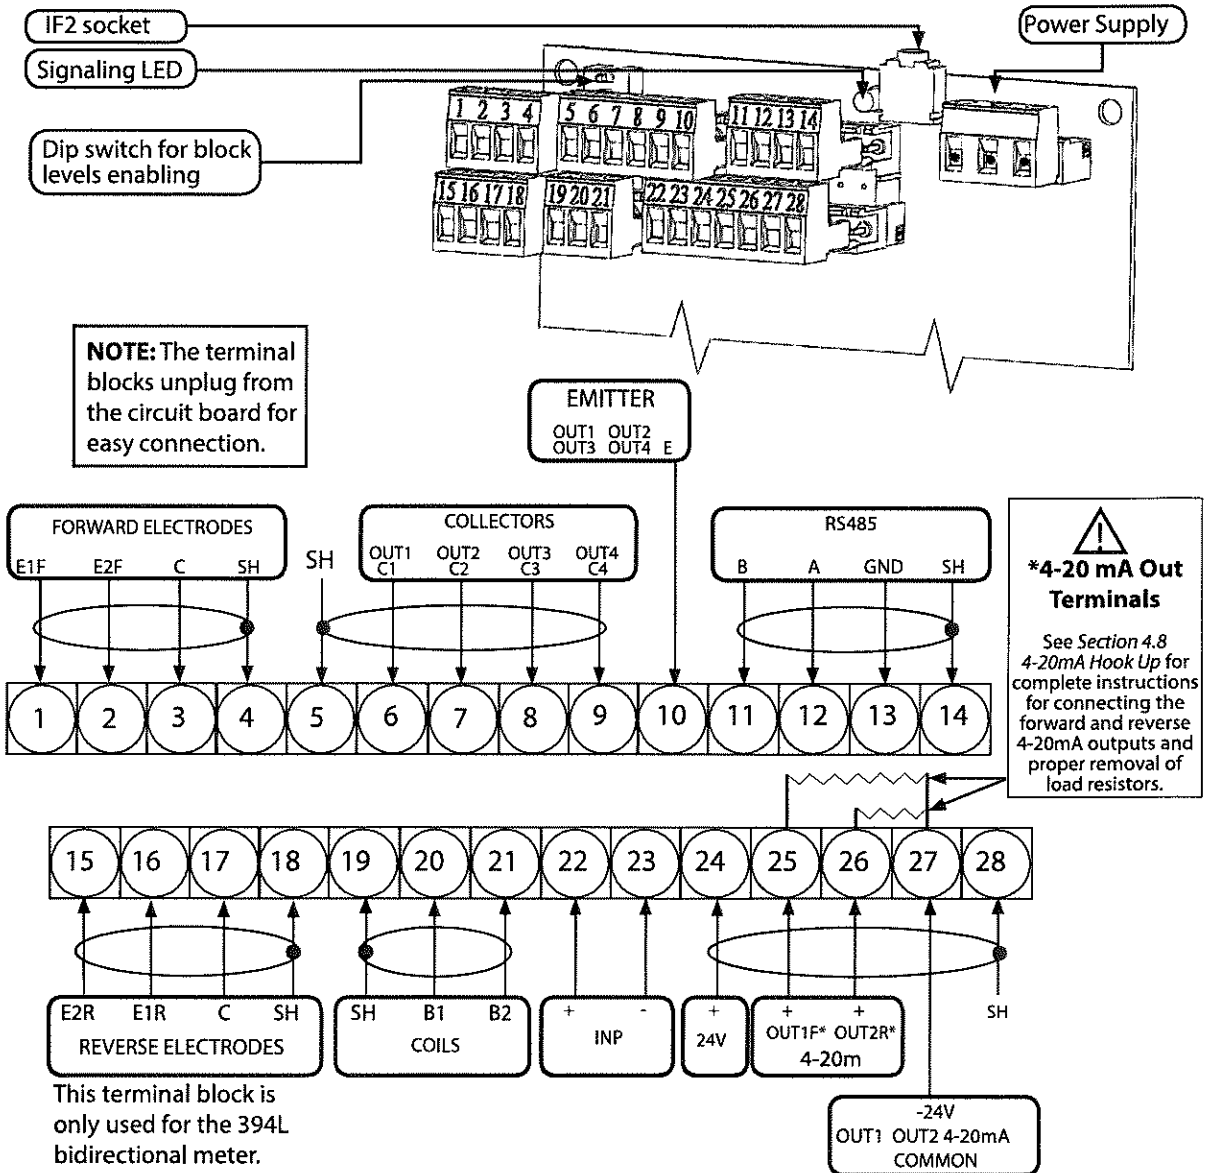 IF2 socket
Power Supply
Signaling LED
Dip switch for block
levels enabling
1 2 3 4 5 6 7 8 9 10 11 12 13 14
15 16 17 18 19 20 21 22 23 24 25 26 27 28
NOTE: The terminal
blocks unplug from
the circuit board for
easy connection.
EMITTER
OUT1 OUT2
OUT3 OUT4 E
FORWARD ELECTRODES
E1F E2F C SH
SH
COLLECTORS
OUT1 OUT2 OUT3 OUT4
C1 C2 C3 C4
RS485
B A GND SH
*4-20 mA Out
Terminals
See Section 4.8
4-20mA Hook Up for
complete instructions
for connecting the
forward and reverse
4-20mA outputs and
proper removal of
load resistors.
1 2 3 4 5 6 7 8 9 10 11 12 13 14
15 16 17 18 19 20 21 22 23 24 25 26 27 28
E2R E1R C SH
REVERSE ELECTRODES
SH B1 B2
COILS
+ -
INP
+
24V
+ +
OUT1F* OUT2R*
4-20m
SH
This terminal block is
only used for the 394L
bidirectional meter.
-24V
OUT1 OUT2 4-20mA
COMMON